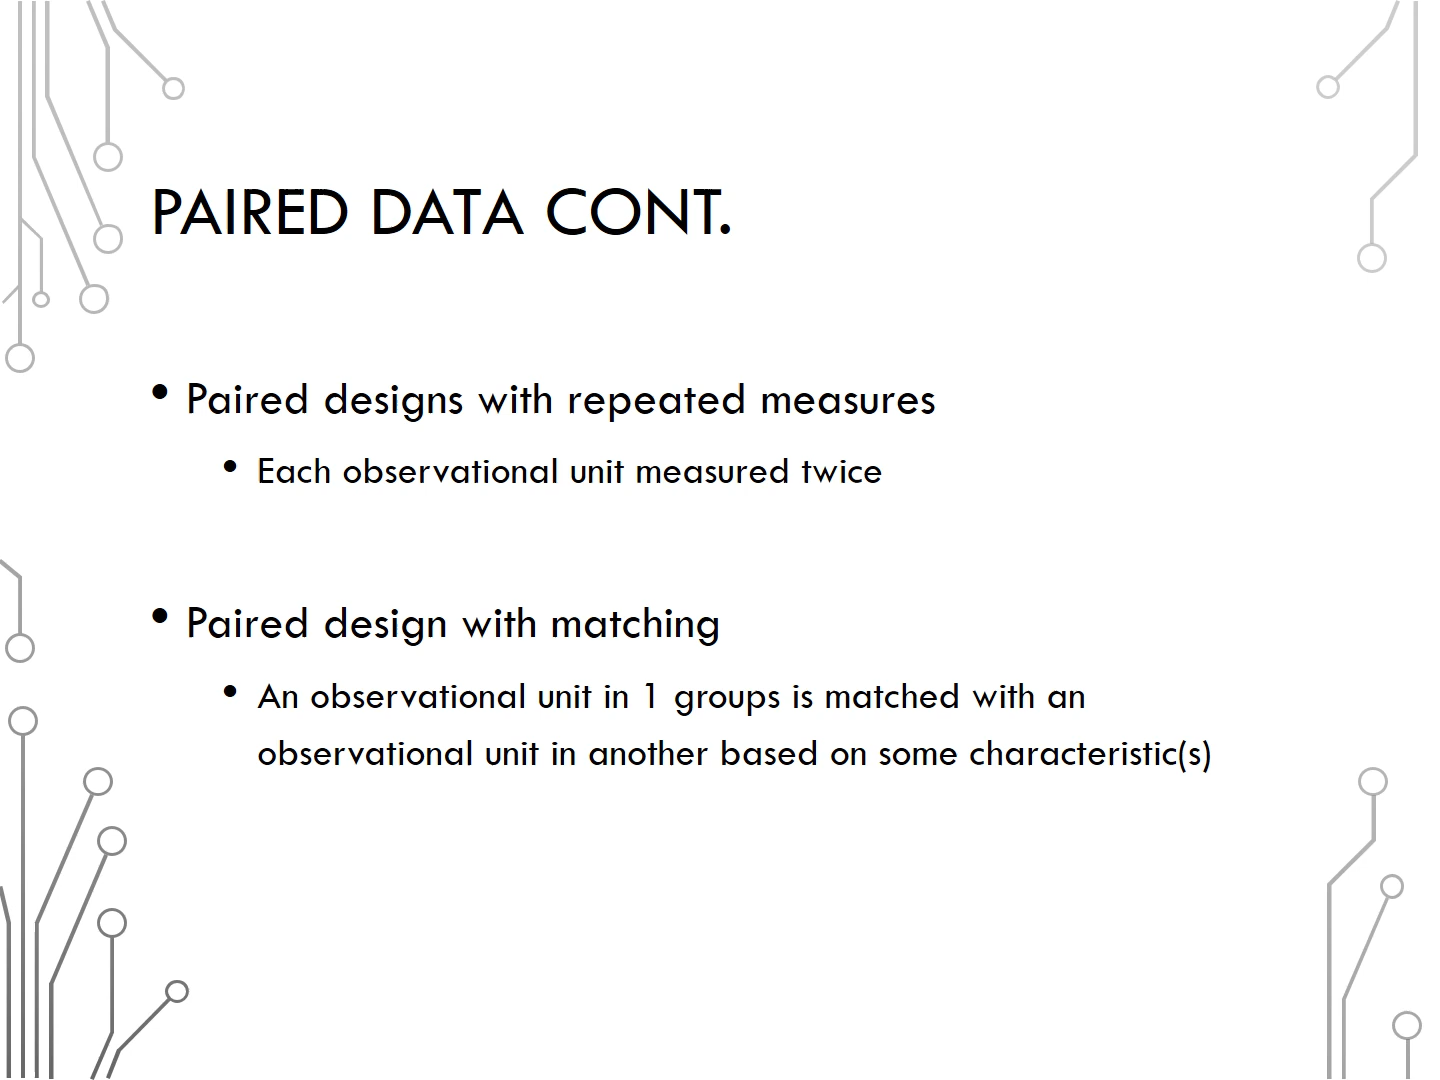 PAIRED DATA CONT.
• Paired designs with repeated measures
• Each observational unit measured twice
• Paired design with matching
• An observational unit in 1 groups is matched with an
observational unit in another based on some characteristic(s)